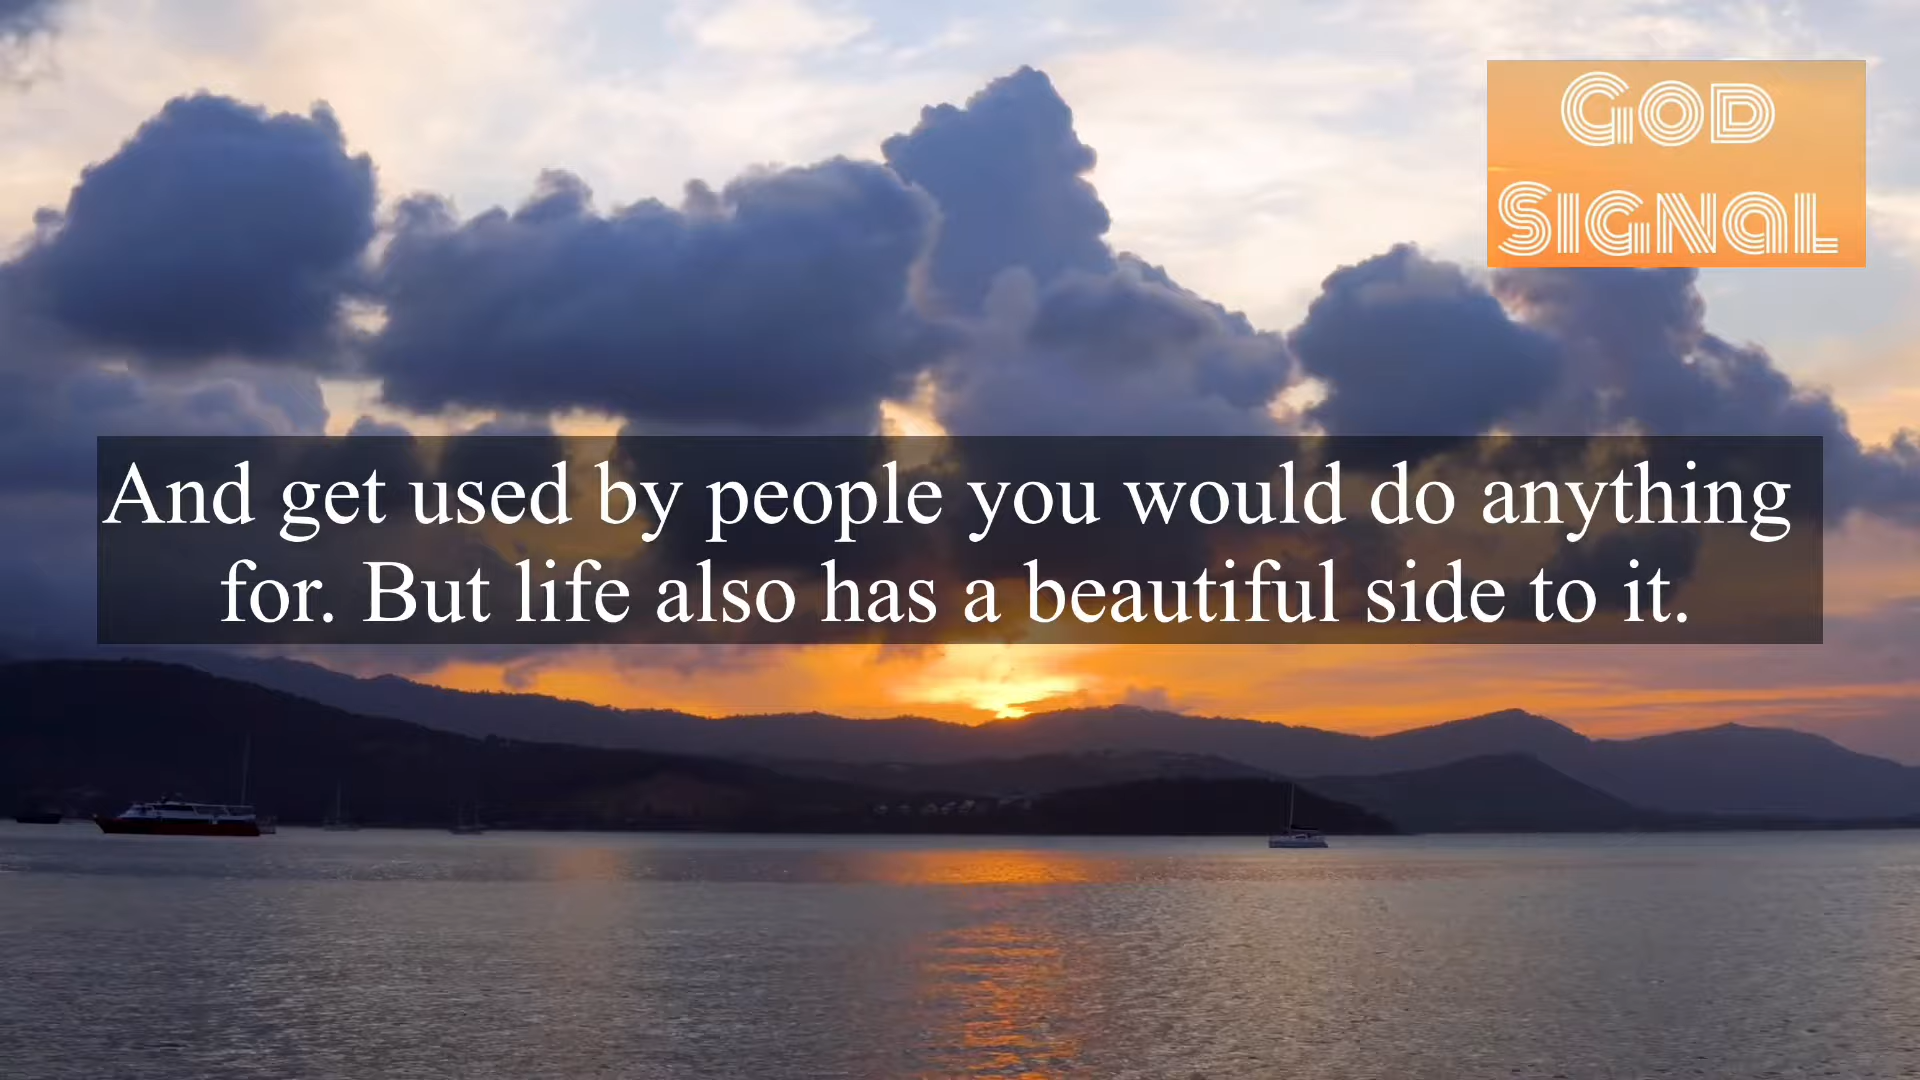 God
Signal
And get used by people you would do anything
for. But life also has a beautiful side to it.